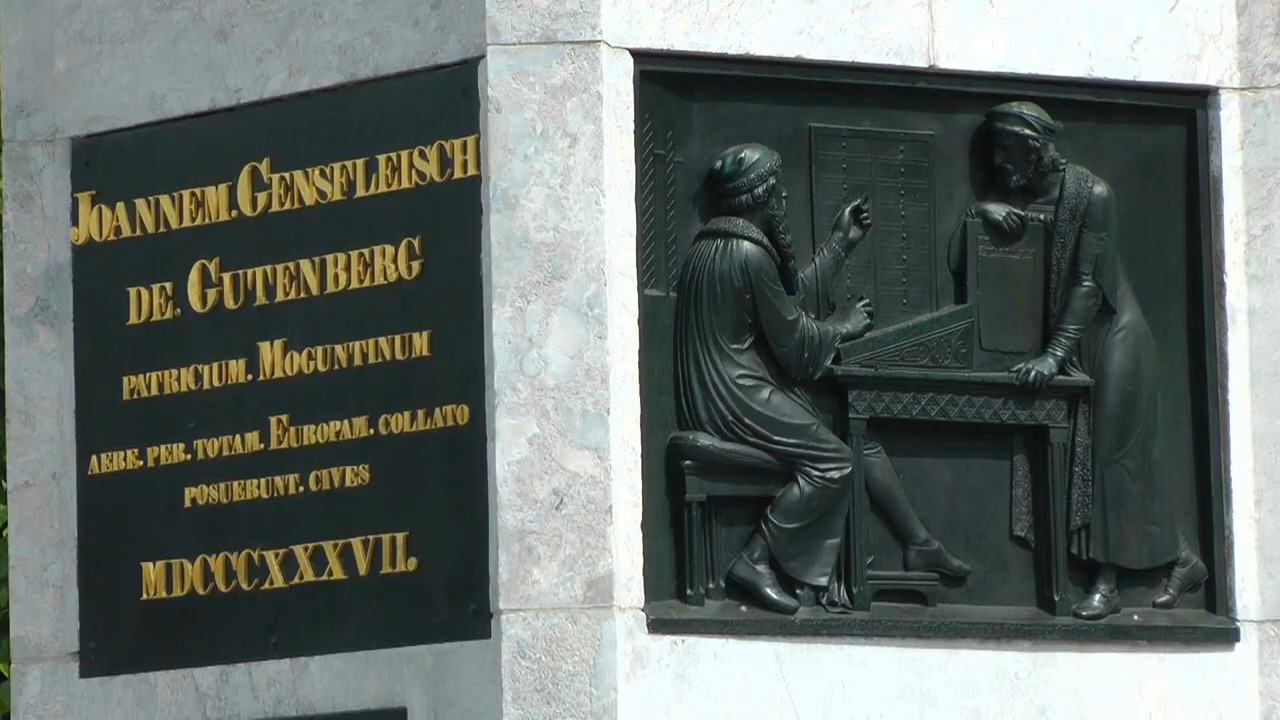 JOANNEM. GENSFLEISCH
DE. GUTENBERG
PATRICIUM. MOGUNTINUM
AERE. PER. TOTAM. EUROPAM. COLLATO
POSUERUNT. CIVES
MDCCCXXXVII.